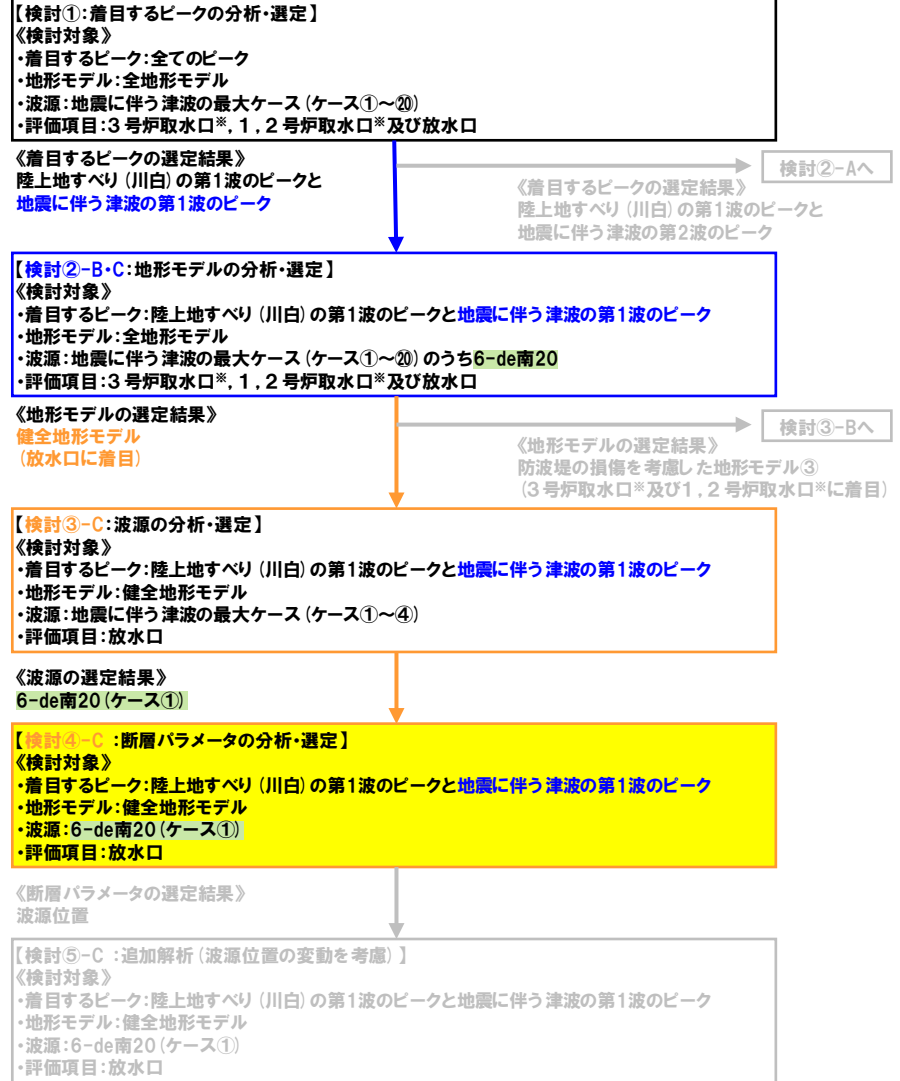 【検討①:着目するピークの分析・選定】
《検討対象》
・着目するピーク:全てのピーク
・地形モデル:全地形モデル
・波源:地震に伴う津波の最大ケース(ケース①~⑳)
・評価項目:3号炉取水口※,1,2号炉取水口※及び放水口
《着目するピークの選定結果》
陸上地すべり(川白)の第1波のピークと
地震に伴う津波の第1波のピーク
検討②-Aへ
《着目するピークの選定結果》
陸上地すべり(川白)の第1波のピークと
地震に伴う津波の第2波のピーク
【検討②-B・C:地形モデルの分析・選定】
《検討対象》
・着目するピーク:陸上地すべり(川白)の第1波のピークと地震に伴う津波の第1波のピーク
・地形モデル:全地形モデル
・波源:地震に伴う津波の最大ケース(ケース①~⑳)のうち6-de南20
・評価項目:3号炉取水口※,1,2号炉取水口※及び放水口
《地形モデルの選定結果》
健全地形モデル
(放水口に着目)
検討③-Bへ
《地形モデルの選定結果》
防波堤の損傷を考慮した地形モデル③
(3号炉取水口※及び1,2号炉取水口※に着目)
【検討③-C:波源の分析・選定】
《検討対象》
・着目するピーク:陸上地すべり(川白)の第1波のピークと地震に伴う津波の第1波のピーク
・地形モデル:健全地形モデル
・波源:地震に伴う津波の最大ケース(ケース①~④)
・評価項目:放水口
《波源の選定結果》
6-de南20(ケース①)
【検討④-C :断層パラメータの分析・選定】
《検討対象》
・着目するピーク:陸上地すべり(川白)の第1波のピークと地震に伴う津波の第1波のピーク
・地形モデル:健全地形モデル
・波源:6-de南20(ケース①)
・評価項目:放水口
《断層パラメータの選定結果》
波源位置
【検討⑤-C :追加解析(波源位置の変動を考慮)】
《検討対象》
・着目するピーク:陸上地すべり(川白)の第1波のピークと地震に伴う津波の第1波のピーク
・地形モデル:健全地形モデル
・波源:6-de南20(ケース①)
・評価項目:放水口